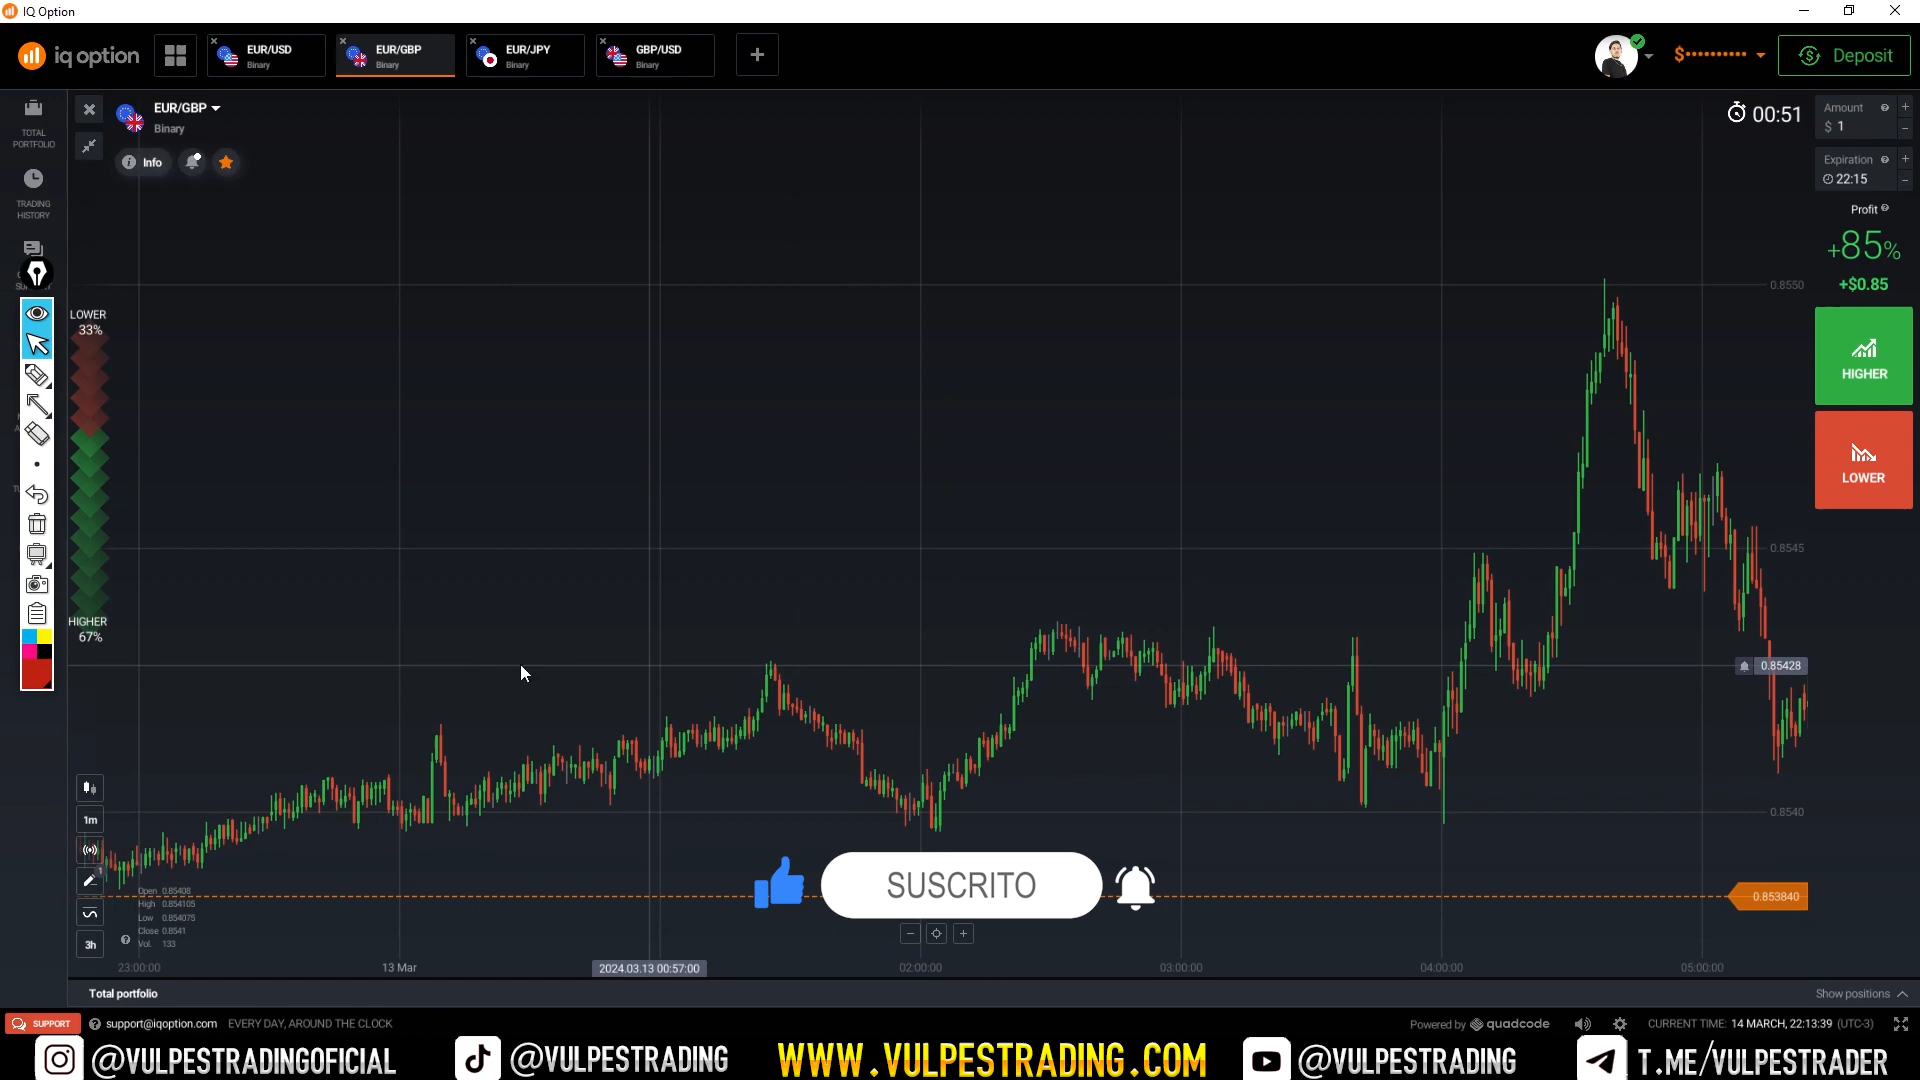 IQ Option
iq option
EUR/USD
Binary
EUR/GBP
Binary
EUR/JPY
Binary
GBP/USD
Binary
Deposit
TOTAL
PORTFOLIO
TRADING
HISTORY
EUR/GBP
Binary
Info
00:51
Amount
$ 1
Expiration
22:15
Profit
+85%
+$0.85
HIGHER
LOWER
LOWER
33%
HIGHER
67%
0.8550
0.8545
0.85428
0.8540
0.853840
1m
3h
Open 0.85408
High 0.854105
Low 0.854075
Close 0.8541
Vol. 133
SUSCRITO
23:00:00
13 Mar
2024.03.13 00:57:00
02:00:00
03:00:00
04:00:00
05:00:00
Total portfolio
Show positions
SUPPORT
support@iqoption.com
EVERY DAY, AROUND THE CLOCK
Powered by quadcode
CURRENT TIME: 14 MARCH, 22:13:39 (UTC-3)
@VULPESTRADINGOFICIAL
@VULPESTRADING
WWW.VULPESTRADING.COM
@VULPESTRADING
T.ME/VULPESTRADER